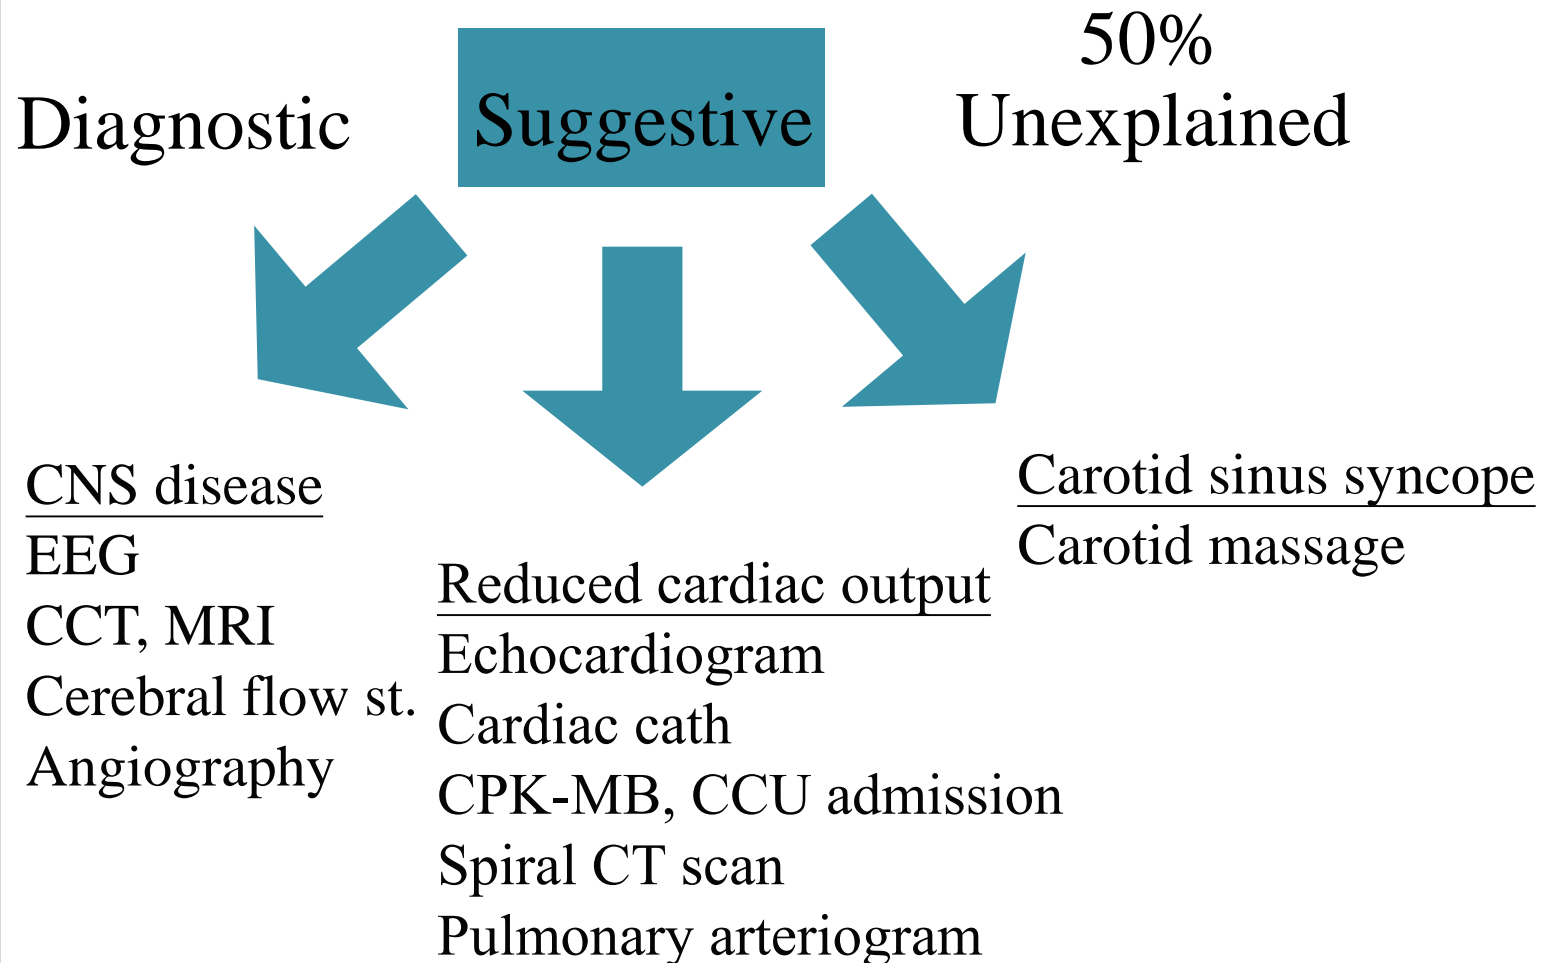 50%
Diagnostic
Suggestive
Unexplained
CNS disease
EEG
CCT, MRI
Cerebral flow st.
Angiography
Reduced cardiac output
Echocardiogram
Cardiac cath
CPK-MB, CCU admission
Spiral CT scan
Pulmonary arteriogram
Carotid sinus syncope
Carotid massage